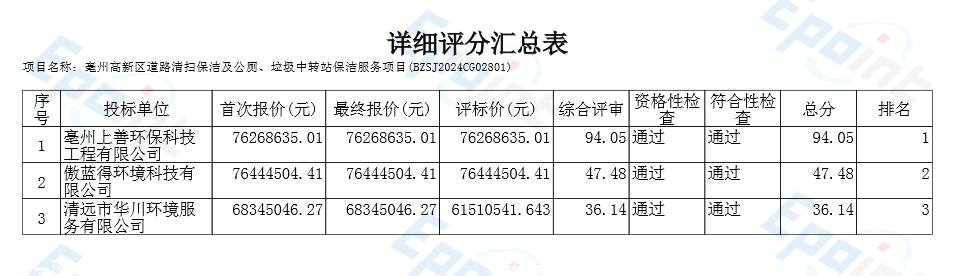 详细评分汇总表
项目名称：亳州高新区道路清扫保洁及公厕、垃圾中转站保洁服务项目(BZSJ2024CG02801)
序号 投标单位 首次报价(元) 最终报价(元) 评标价(元) 综合评审 资格性检查 符合性检查 总分 排名
1 亳州上善环保科技工程有限公司 76268635.01 76268635.01 76268635.01 94.05 通过 通过 94.05 1
2 傲蓝得环境科技有限公司 76444504.41 76444504.41 76444504.41 47.48 通过 通过 47.48 2
3 清远市华川环境服务有限公司 68345046.27 68345046.27 61510541.643 36.14 通过 通过 36.14 3
Epoint